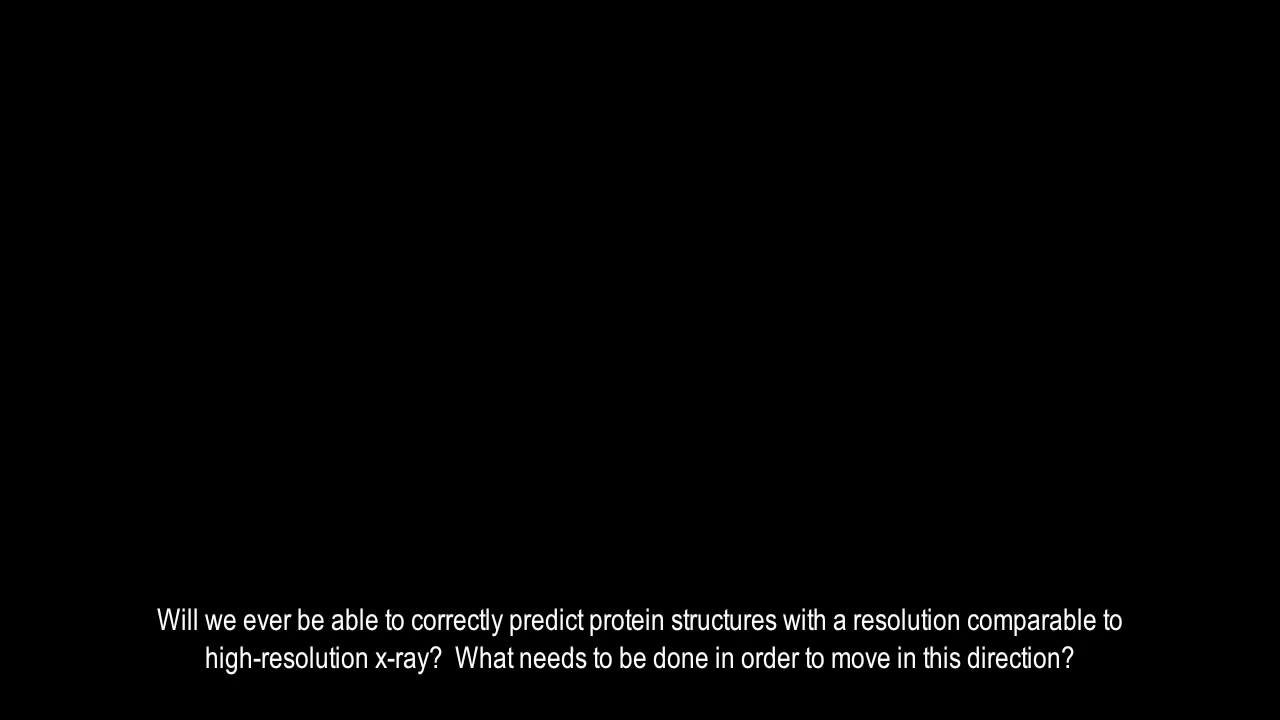 Will we ever be able to correctly predict protein structures with a resolution comparable to
high-resolution x-ray?  What needs to be done in order to move in this direction?